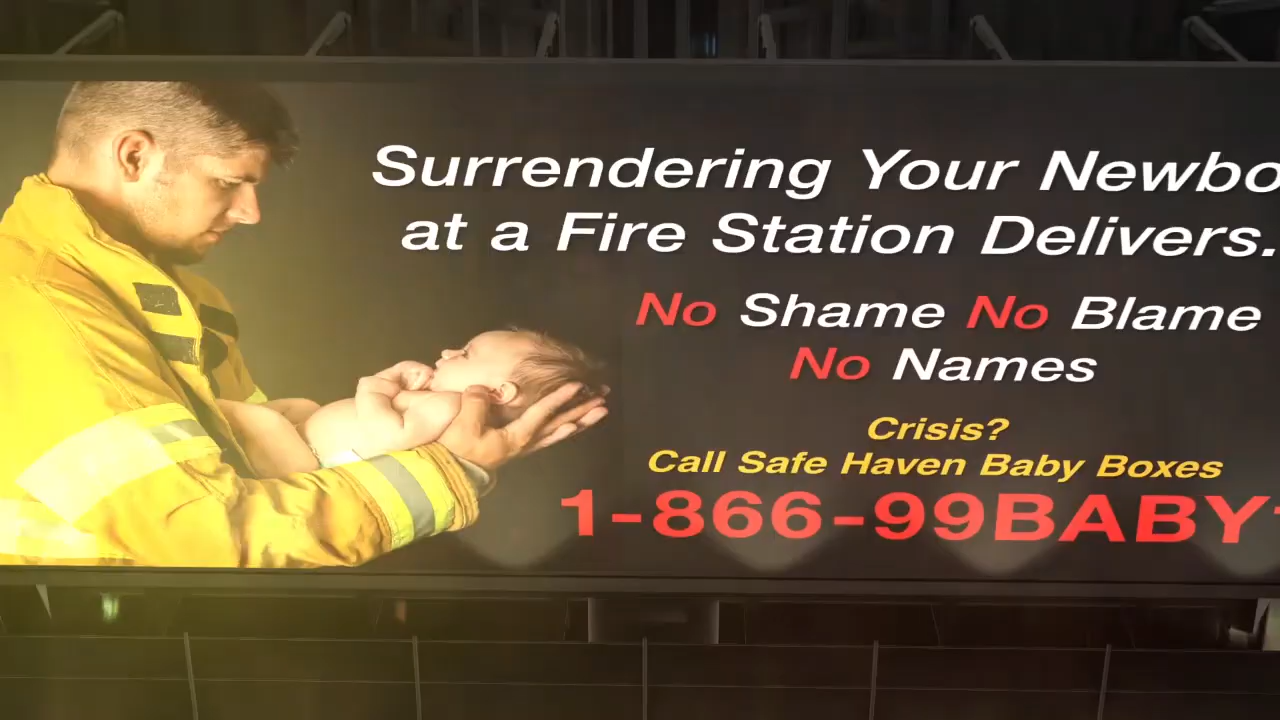 Surrendering Your Newbo
at a Fire Station Delivers.
No Shame No Blame
No Names
Crisis?
Call Safe Haven Baby Boxes
1-866-99BABY